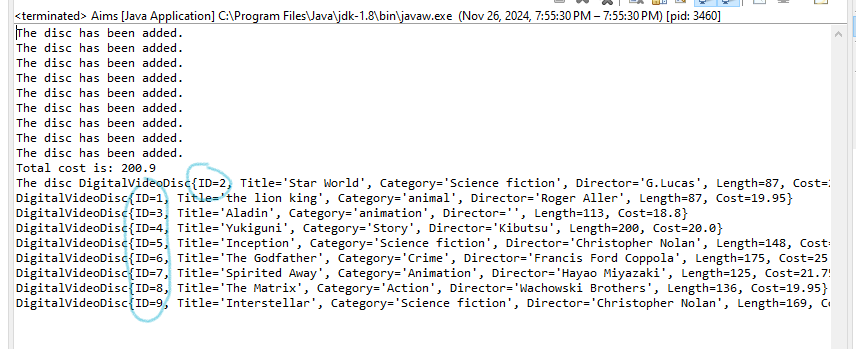 <terminated> Aims [Java Application] C:\Program Files\Java\jdk-1.8\bin\javaw.exe (Nov 26, 2024, 7:55:30 PM – 7:55:30 PM) [pid: 3460]
The disc has been added.
The disc has been added.
The disc has been added.
The disc has been added.
The disc has been added.
The disc has been added.
The disc has been added.
The disc has been added.
The disc has been added.
Total cost is: 200.9
The disc DigitalVideoDisc{ID=2, Title='Star World', Category='Science fiction', Director='G.Lucas', Length=87, Cost=
DigitalVideoDisc{ID=1, Title='the lion king', Category='animal', Director='Roger Aller', Length=87, Cost=19.95}
DigitalVideoDisc{ID=3, Title='Aladin', Category='animation', Director='', Length=113, Cost=18.8}
DigitalVideoDisc{ID=4, Title='Yukiguni', Category='Story', Director='Kibutsu', Length=200, Cost=20.0}
DigitalVideoDisc{ID=5, Title='Inception', Category='Science fiction', Director='Christopher Nolan', Length=148, Cost=
DigitalVideoDisc{ID=6, Title='The Godfather', Category='Crime', Director='Francis Ford Coppola', Length=175, Cost=25
DigitalVideoDisc{ID=7, Title='Spirited Away', Category='Animation', Director='Hayao Miyazaki', Length=125, Cost=21.75
DigitalVideoDisc{ID=8, Title='The Matrix', Category='Action', Director='Wachowski Brothers', Length=136, Cost=19.95}
DigitalVideoDisc{ID=9, Title='Interstellar', Category='Science fiction', Director='Christopher Nolan', Length=169, Co